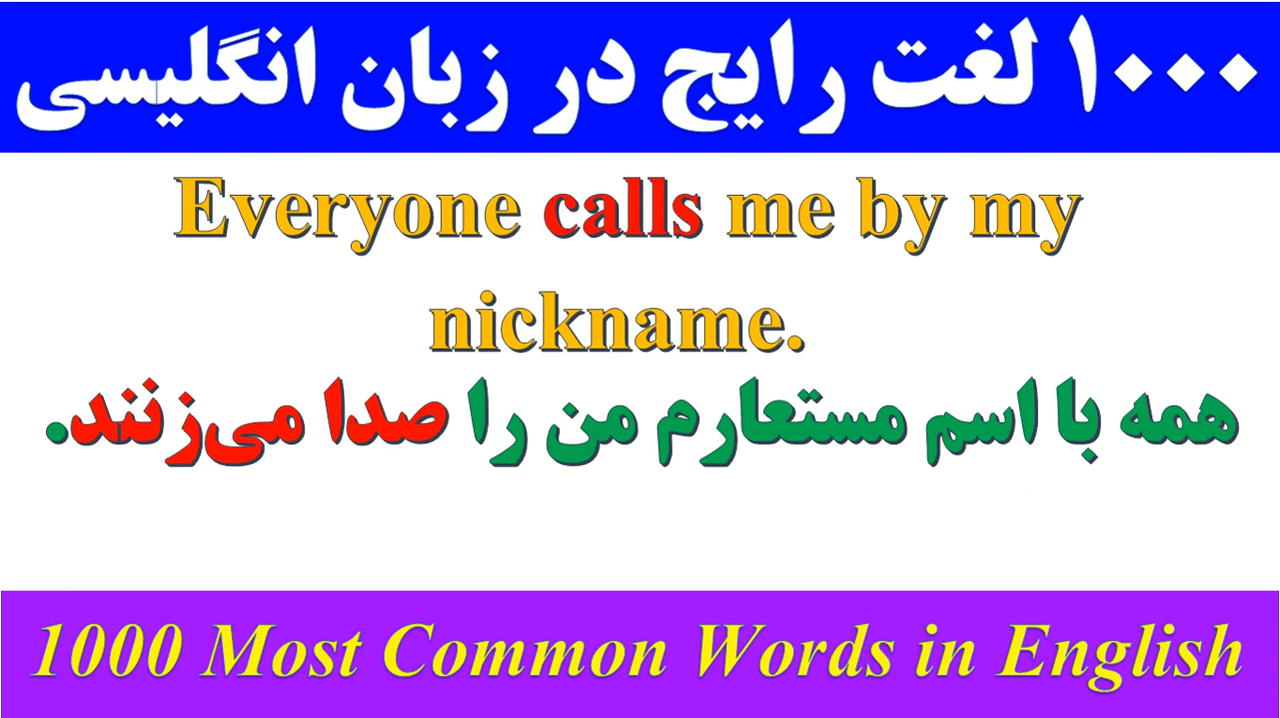 ۱۰۰۰ لغت رایج در زبان انگلیسی
Everyone calls me by my
nickname.
همه با اسم مستعارم من را صدا می‌زنند.
1000 Most Common Words in English